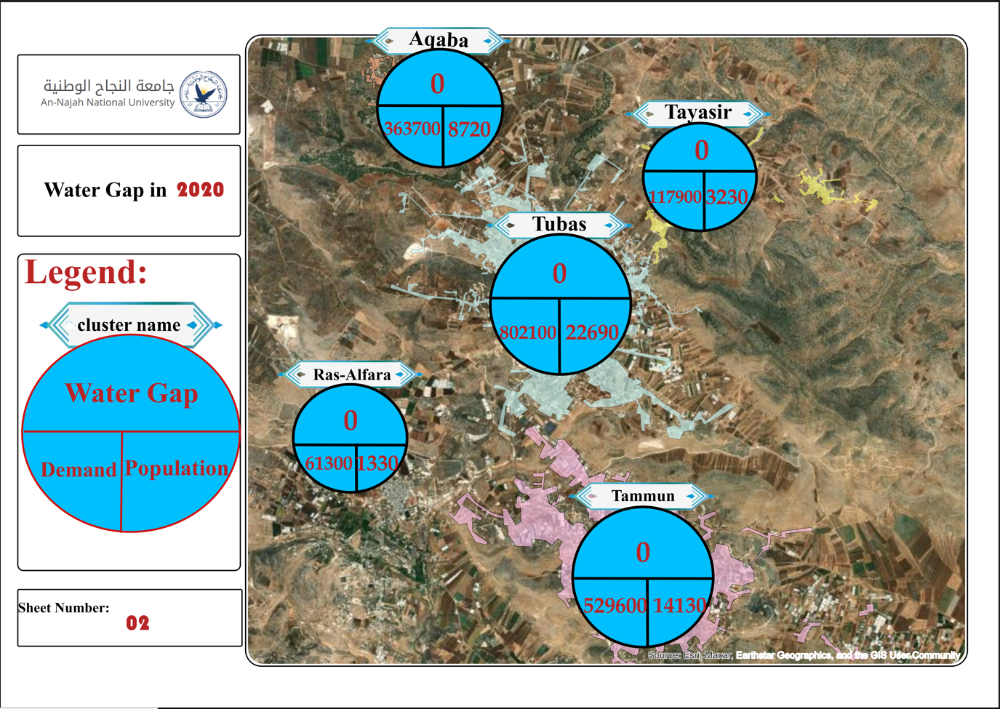 جامعة النجاح الوطنية
An-Najah National University
Water Gap in 2020
Legend:
cluster name
Water Gap
Demand
Population
Sheet Number:
02
Aqaba
0
363700
8720
Tayasir
0
117900
3230
Tubas
0
802100
22690
Ras-Alfara
0
61300
1330
Tammun
0
529600
14130
Source: Esri, Maxar, Earthstar Geographics, and the GIS User Community